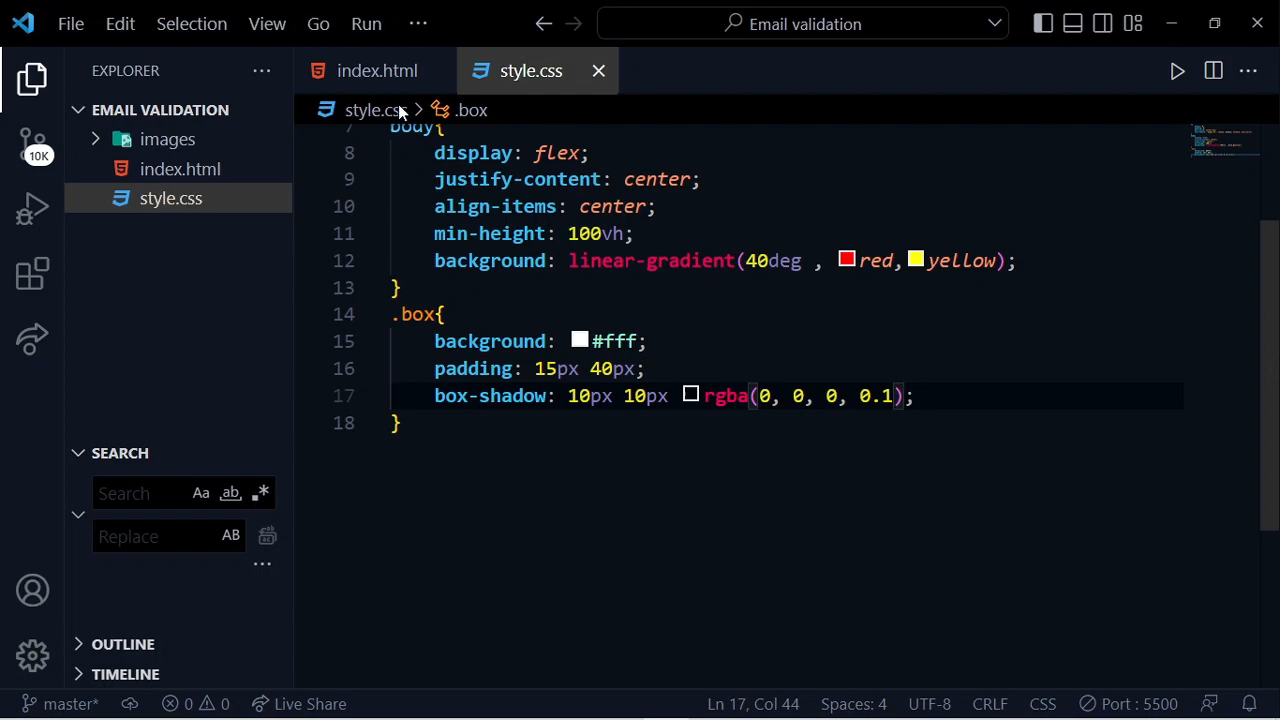 File Edit Selection View Go Run ··· Email validation
EXPLORER ···
EMAIL VALIDATION
images
index.html
style.css
10K
SEARCH
Search Aa ab, .*
Replace AB
···
OUTLINE
TIMELINE
index.html style.css
style.css > .box
7 body{
8 display: flex;
9 justify-content: center;
10 align-items: center;
11 min-height: 100vh;
12 background: linear-gradient(40deg , red,yellow);
13 }
14 .box{
15 background: #fff;
16 padding: 15px 40px;
17 box-shadow: 10px 10px rgba(0, 0, 0, 0.1);
18 }
master* 0 0 Live Share Ln 17, Col 44 Spaces: 4 UTF-8 CRLF CSS Port : 5500